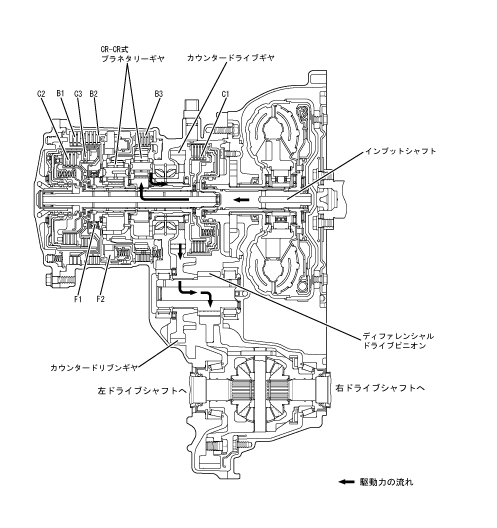 CR-CR式
プラネタリーギヤ
カウンタードライブギヤ
C2
B1
C3
B2
B3
C1
インプットシャフト
F1
F2
ディファレンシャル
ドライブピニオン
カウンタードリブンギヤ
左ドライブシャフトへ
右ドライブシャフトへ
駆動力の流れ